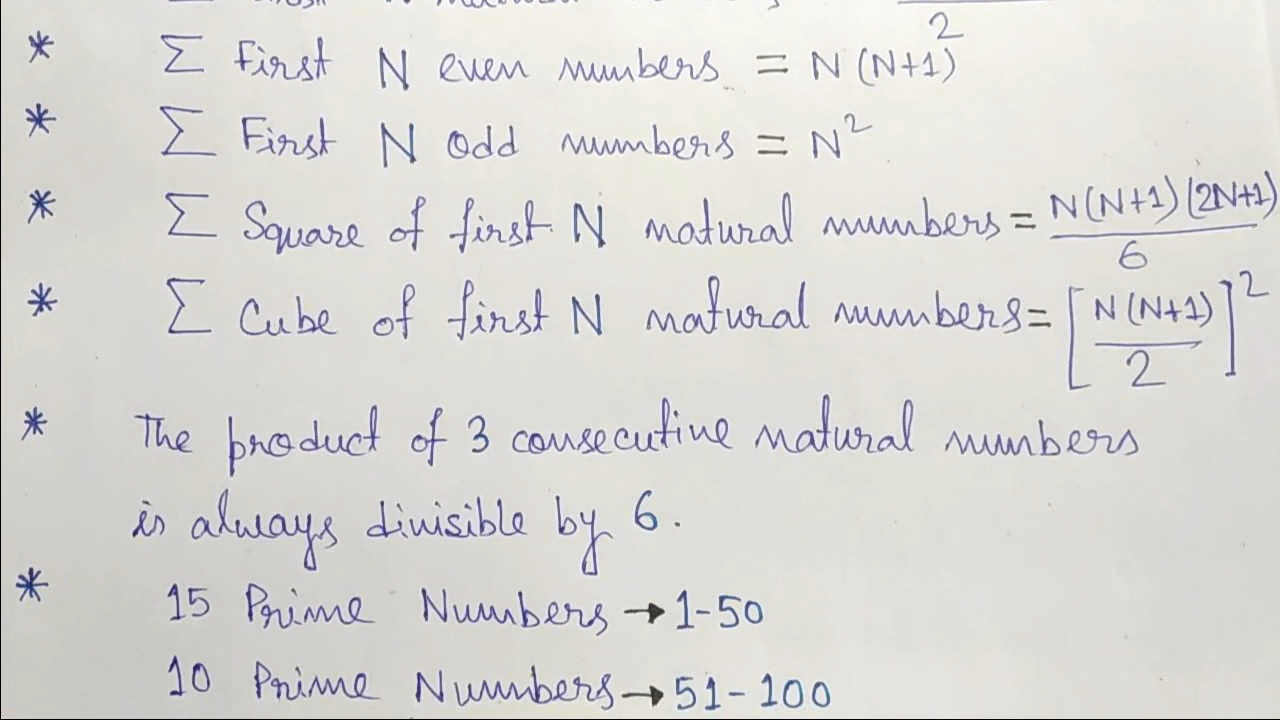 N
2
* Σ First N even numbers = N(N+1)
* Σ First N Odd numbers = N²
* Σ Square of first N natural numbers = N(N+1)(2N+1)/6
* Σ Cube of first N natural numbers = [N(N+1)/2]²
* The product of 3 consecutive natural numbers
is always divisible by 6.
* 15 Prime Numbers → 1-50
10 Prime Numbers → 51-100